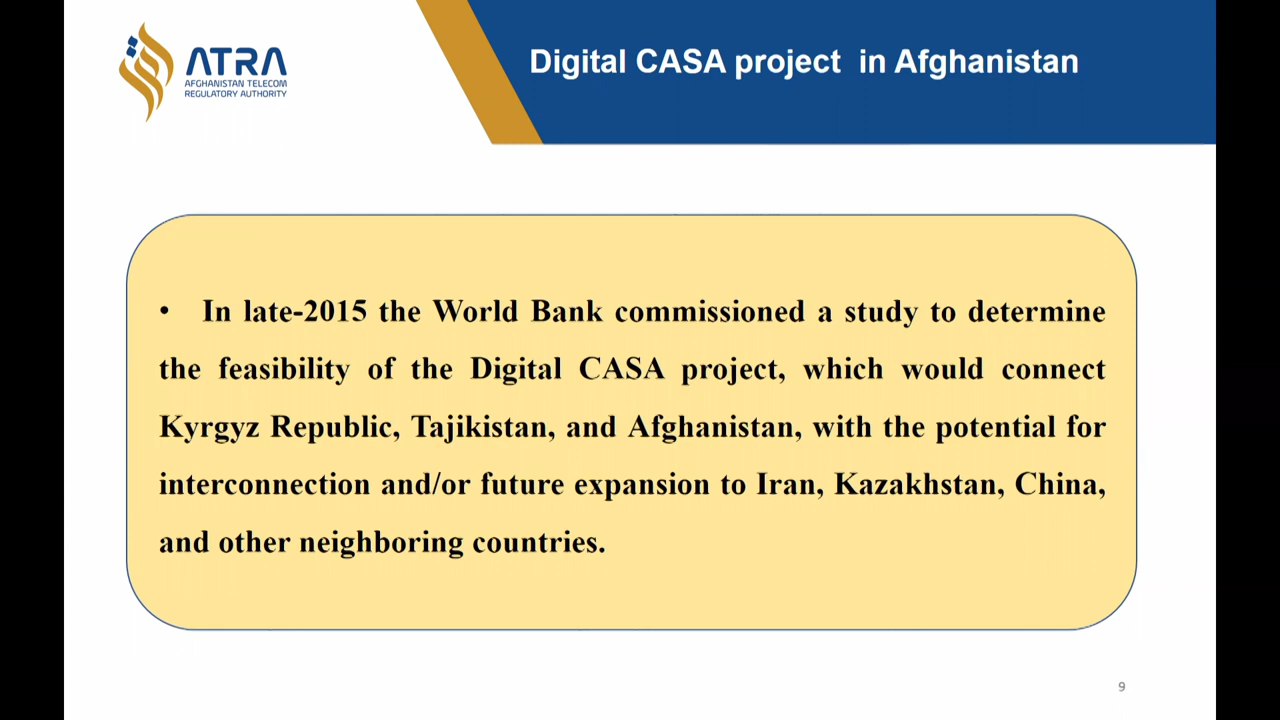 ATRA
AFGHANISTAN TELECOM
REGULATORY AUTHORITY
Digital CASA project in Afghanistan
• In late-2015 the World Bank commissioned a study to determine
the feasibility of the Digital CASA project, which would connect
Kyrgyz Republic, Tajikistan, and Afghanistan, with the potential for
interconnection and/or future expansion to Iran, Kazakhstan, China,
and other neighboring countries.
9